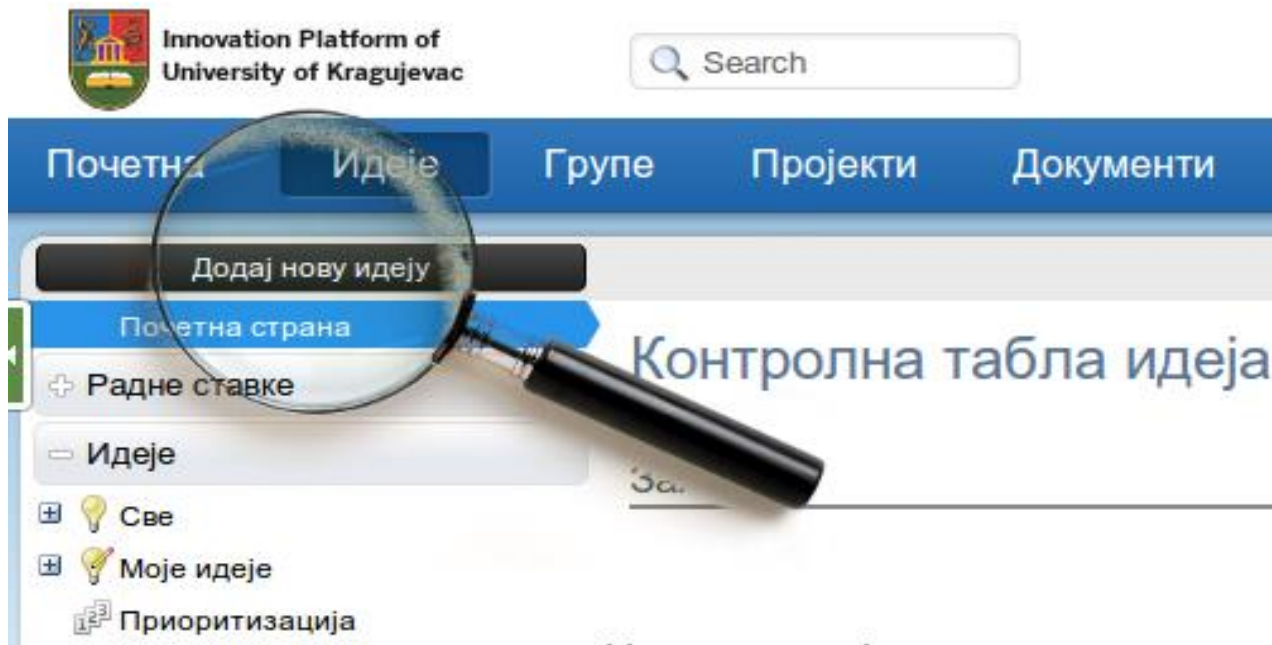 Innovation Platform of
University of Kragujevac
Search
Почетна Идеје Групе Пројекти Документи
Додај нову идеју
Почетна страна
Радне ставке
Контролна табла идеја
Идеје
Све
Моје идеје
123 Приоритизација